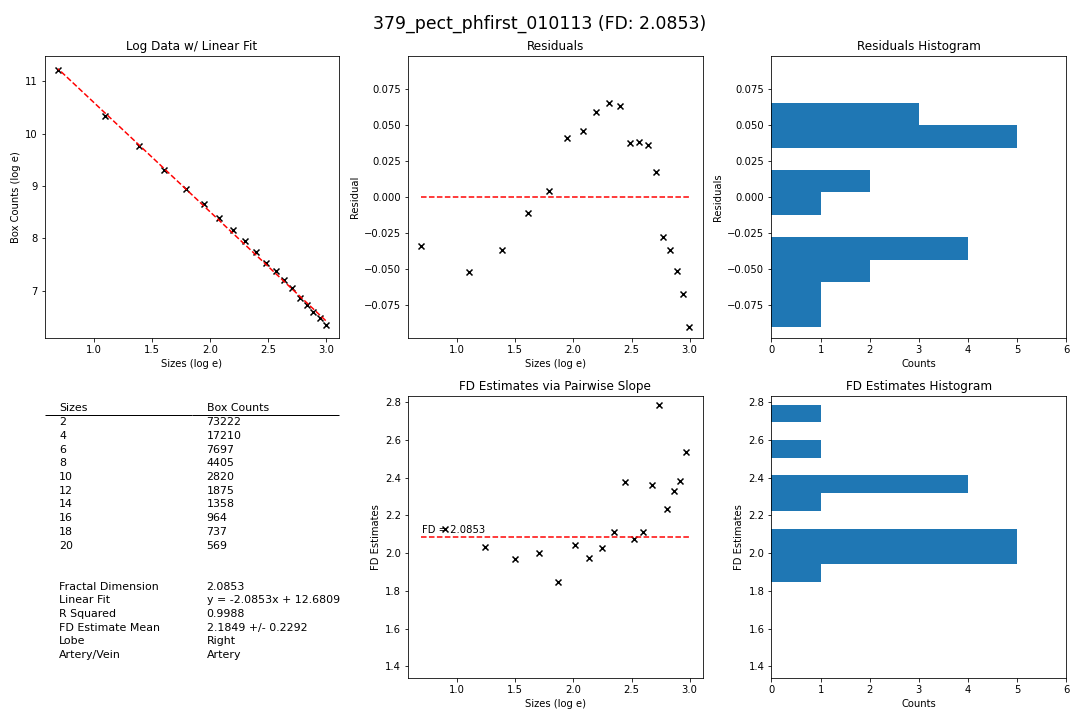 379_pect_phfirst_010113 (FD: 2.0853)
Log Data w/ Linear Fit
Box Counts (log e)
11
10
9
8
7
1.0 1.5 2.0 2.5 3.0
Sizes (log e)
Residuals
Residual
0.075
0.050
0.025
0.000
−0.025
−0.050
−0.075
1.0 1.5 2.0 2.5 3.0
Sizes (log e)
Residuals Histogram
Residuals
0.075
0.050
0.025
0.000
−0.025
−0.050
−0.075
0 1 2 3 4 5 6
Counts
Sizes Box Counts
2 73222
4 17210
6 7697
8 4405
10 2820
12 1875
14 1358
16 964
18 737
20 569
Fractal Dimension 2.0853
Linear Fit y = -2.0853x + 12.6809
R Squared 0.9988
FD Estimate Mean 2.1849 +/- 0.2292
Lobe Right
Artery/Vein Artery
FD Estimates via Pairwise Slope
FD Estimates
2.8
2.6
2.4
2.2
2.0
1.8
1.6
1.4
FD = 2.0853
1.0 1.5 2.0 2.5 3.0
Sizes (log e)
FD Estimates Histogram
FD Estimates
2.8
2.6
2.4
2.2
2.0
1.8
1.6
1.4
0 1 2 3 4 5 6
Counts